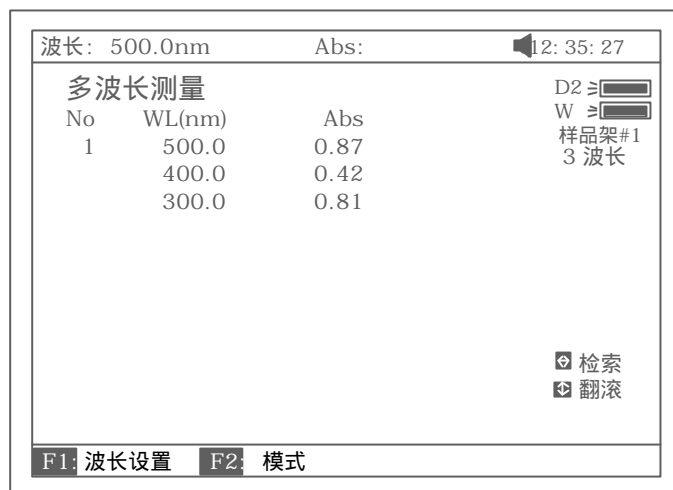 波长: 500.0nm Abs: 12: 35: 27
多波长测量
D2
No WL(nm) Abs
W
1 500.0 0.87
样品架#1
400.0 0.42
3 波长
300.0 0.81
检索
翻滚
F1: 波长设置 F2: 模式